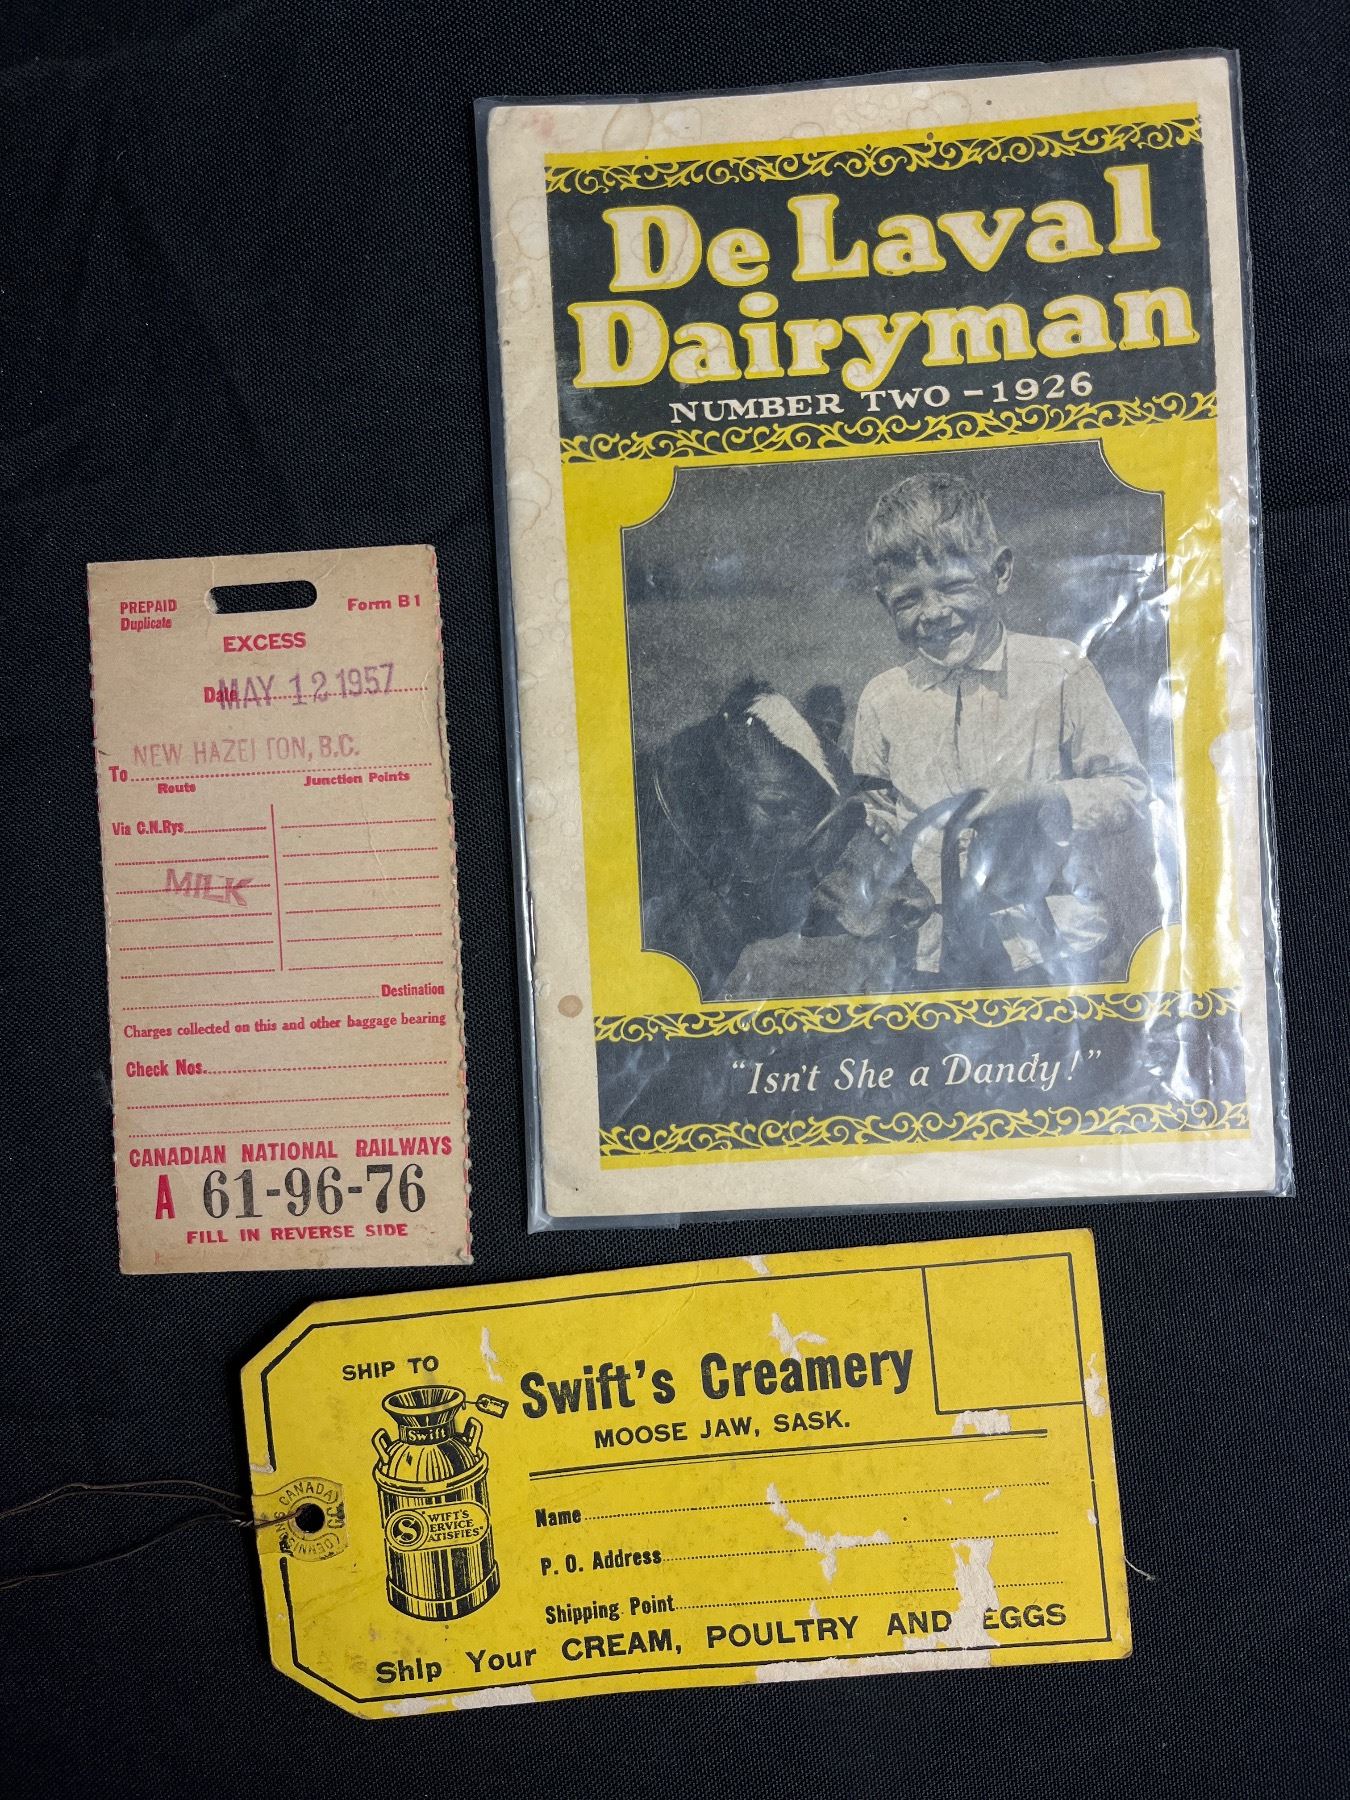 De Laval
Dairyman
NUMBER TWO - 1926
"Isn't She a Dandy!"
PREPAID
Duplicate
Form B1
EXCESS
Date MAY 12 1957
NEW HAZELTON, B.C.
To
Route
Junction Points
Via C.N.Rys.
MILK
Destination
Charges collected on this and other baggage bearing
Check Nos.
CANADIAN NATIONAL RAILWAYS
A 61-96-76
FILL IN REVERSE SIDE
SHIP TO
Swift's Creamery
MOOSE JAW, SASK.
Swift
SWIFT'S
SERVICE
SATISFIES"
DENNISONS CANADA GC
Name
P. O. Address
Shipping Point
Ship Your CREAM, POULTRY AND EGGS